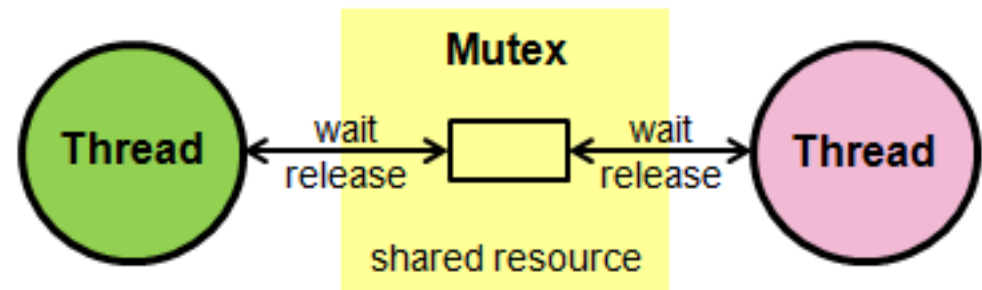 Mutex
Thread
wait
release
wait
release
Thread
shared resource